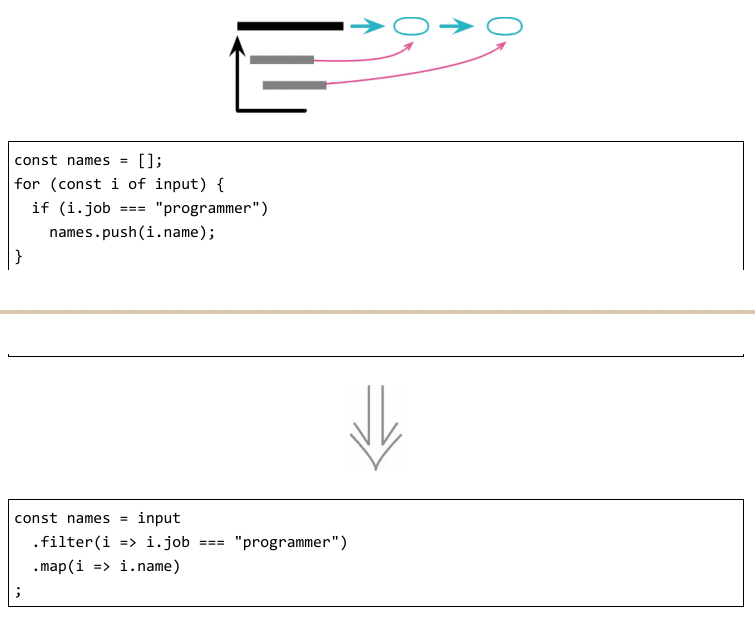 const names = [];
for (const i of input) {
  if (i.job === "programmer")
    names.push(i.name);
}
const names = input
  .filter(i => i.job === "programmer")
  .map(i => i.name)
;